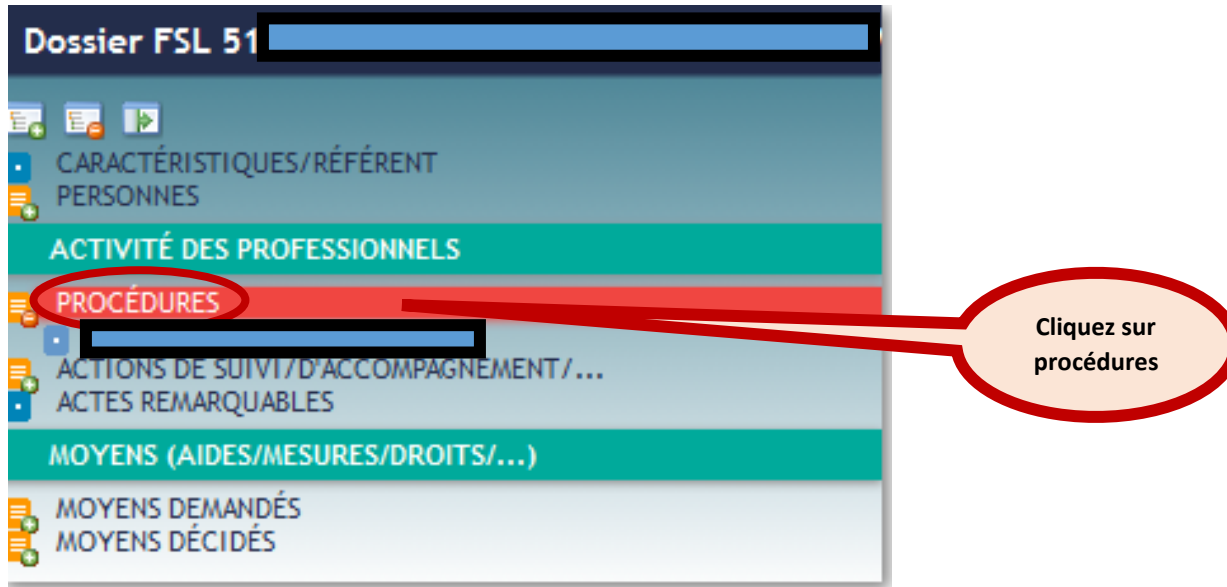 Dossier FSL 51
CARACTÉRISTIQUES/RÉFÉRENT
PERSONNES
ACTIVITÉ DES PROFESSIONNELS
PROCÉDURES
ACTIONS DE SUIVI/D'ACCOMPAGNEMENT/...
ACTES REMARQUABLES
MOYENS (AIDES/MESURES/DROITS/...)
MOYENS DEMANDÉS
MOYENS DÉCIDÉS
Cliquez sur
procédures